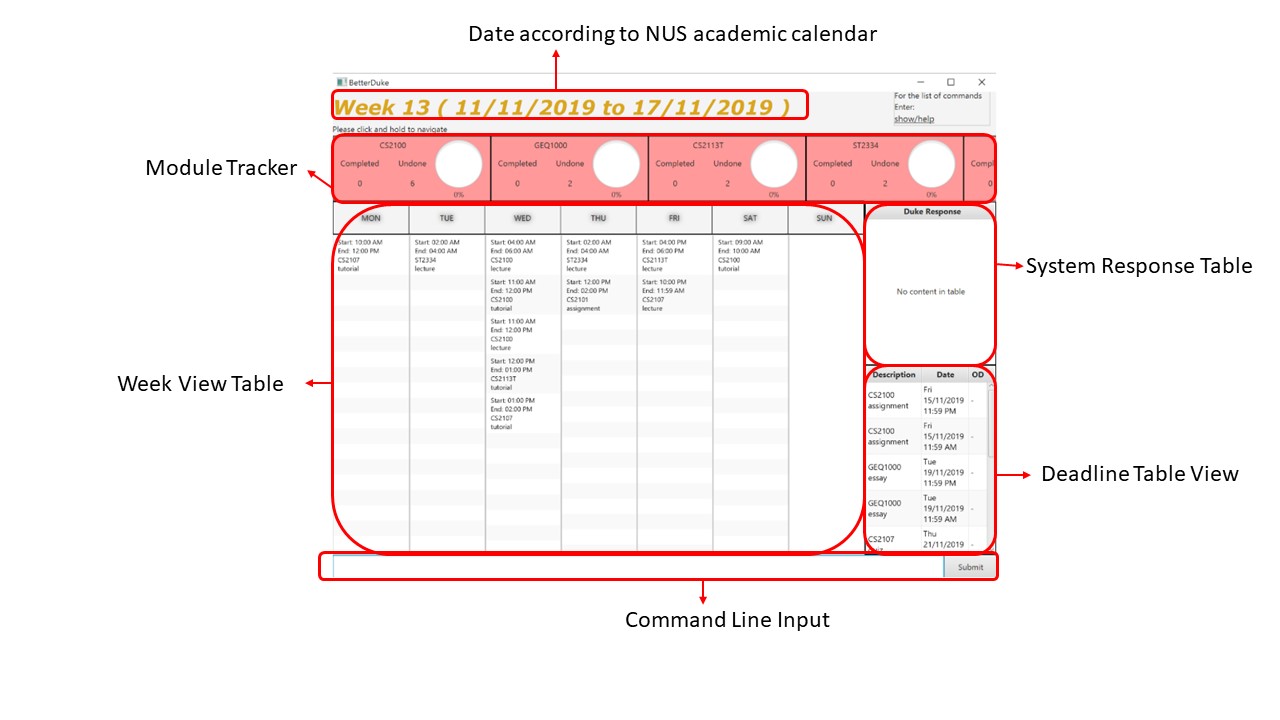 Date according to NUS academic calendar
BetterDuke
Week 13 ( 11/11/2019 to 17/11/2019 )
For the list of commands
Enter:
show/help
Please click and hold to navigate
Module Tracker
CS2100
Completed Undone
0 6
0%
GEQ1000
Completed Undone
0 2
0%
CS2113T
Completed Undone
0 2
0%
ST2334
Completed Undone
0 2
0%
Compl
0
MON TUE WED THU FRI SAT SUN
Start: 10:00 AM
End: 12:00 PM
CS2107
tutorial
Start: 02:00 AM
End: 04:00 AM
ST2334
lecture
Start: 04:00 AM
End: 06:00 AM
CS2100
lecture
Start: 11:00 AM
End: 12:00 PM
CS2100
tutorial
Start: 11:00 AM
End: 12:00 PM
CS2100
lecture
Start: 12:00 PM
End: 01:00 PM
CS2113T
tutorial
Start: 01:00 PM
End: 02:00 PM
CS2107
tutorial
Start: 02:00 AM
End: 04:00 AM
ST2334
lecture
Start: 12:00 PM
End: 02:00 PM
CS2101
assignment
Start: 04:00 PM
End: 06:00 PM
CS2113T
lecture
Start: 10:00 PM
End: 11:59 AM
CS2107
lecture
Start: 09:00 AM
End: 10:00 AM
CS2100
tutorial
Duke Response
No content in table
System Response Table
Week View Table
Description Date OD
CS2100
assignment
Fri
15/11/2019
11:59 PM
-
CS2100
assignment
Fri
15/11/2019
11:59 AM
-
GEQ1000
essay
Tue
19/11/2019
11:59 PM
-
GEQ1000
essay
Tue
19/11/2019
11:59 AM
-
CS2107
Thu
21/11/2019
-
Deadline Table View
Submit
Command Line Input